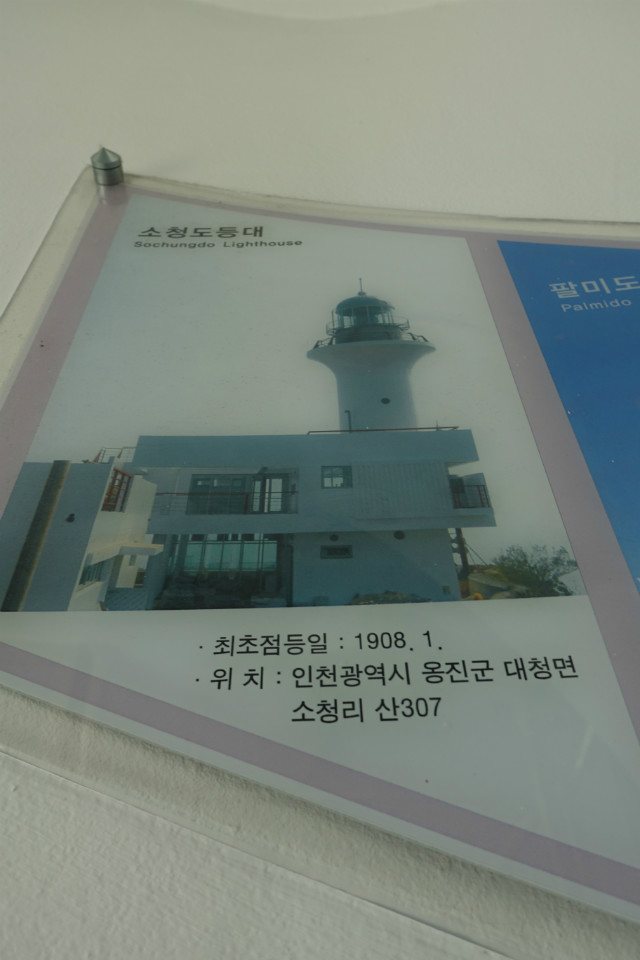 소청도등대
Sochungdo Lighthouse
팔미도
Palmido
· 최초점등일 : 1908. 1.
· 위 치 : 인천광역시 옹진군 대청면
소청리 산307